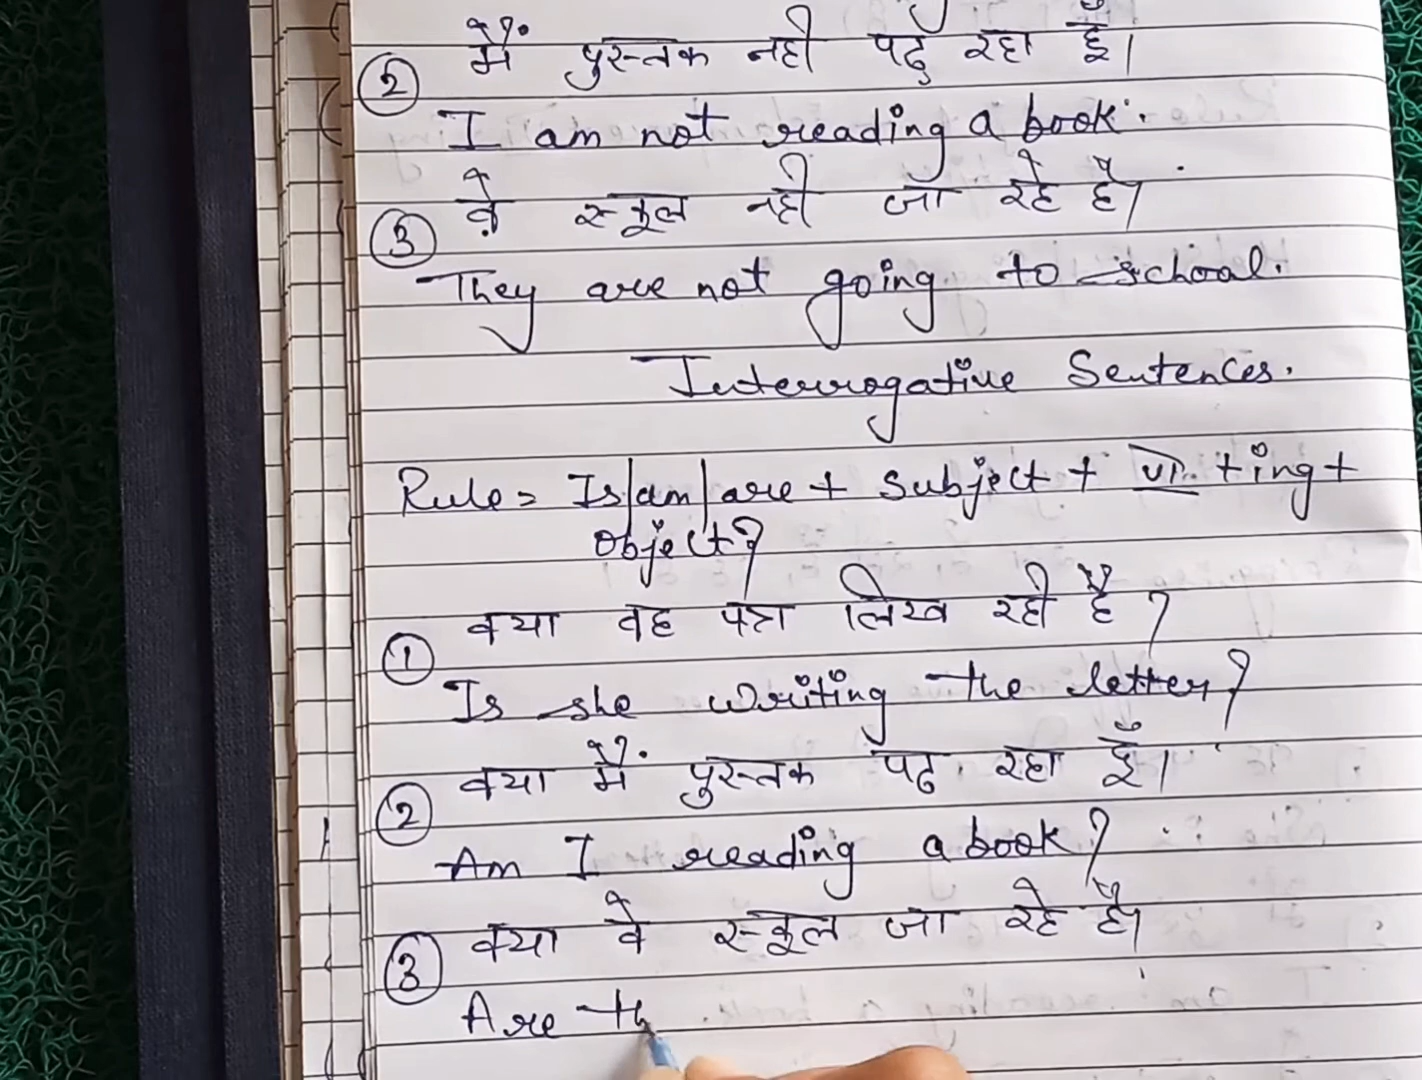 ② मैं पुस्तक नही पढ़ रहा हूँ।
I am not reading a book.
③ वे स्कूल नही जा रहे है।
They are not going to school.
Interrogative Sentences.
Rule = Is/am/are + Subject + V1 + ing +
object?
① क्या वह पत्र लिख रही है ?
Is she writing the letter?
② क्या मैं पुस्तक पढ़ रहा हूँ।
Am I reading a book?
③ क्या वे स्कूल जा रहे है।
Are th